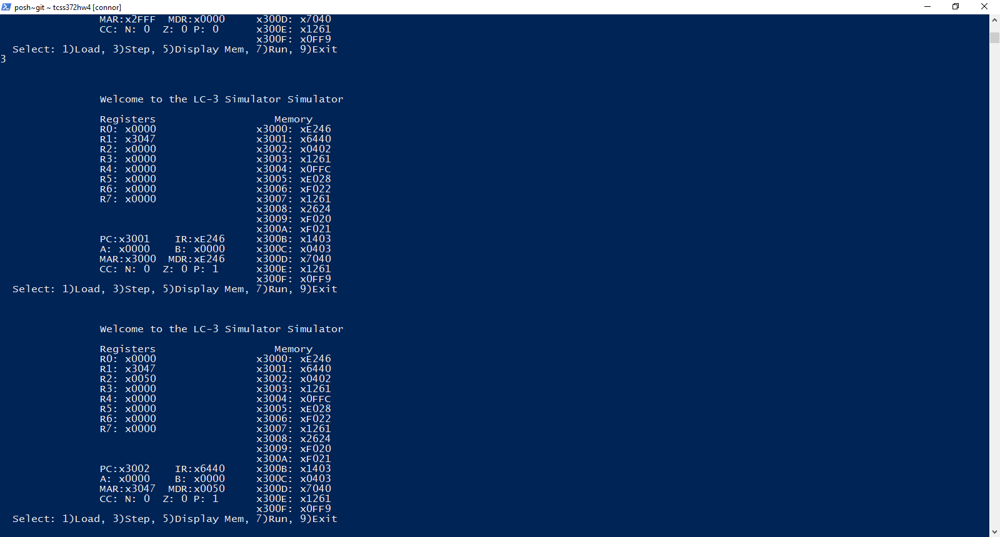 posh~git ~ tcss372hw4 [connor]
MAR:x2FFF  MDR:x0000     x300D: x7040
CC: N: 0  Z: 0 P: 0      x300E: x1261
x300F: x0FF9
Select: 1)Load, 3)Step, 5)Display Mem, 7)Run, 9)Exit
3
Welcome to the LC-3 Simulator Simulator
Registers                   Memory
R0: x0000                x3000: xE246
R1: x3047                x3001: x6440
R2: x0000                x3002: x0402
R3: x0000                x3003: x1261
R4: x0000                x3004: x0FFC
R5: x0000                x3005: xE028
R6: x0000                x3006: xF022
R7: x0000                x3007: x1261
x3008: x2624
x3009: xF020
x300A: xF021
PC:x3001    IR:xE246     x300B: x1403
A: x0000    B: x0000     x300C: x0403
MAR:x3000  MDR:xE246     x300D: x7040
CC: N: 0  Z: 0 P: 1      x300E: x1261
x300F: x0FF9
Select: 1)Load, 3)Step, 5)Display Mem, 7)Run, 9)Exit
Welcome to the LC-3 Simulator Simulator
Registers                   Memory
R0: x0000                x3000: xE246
R1: x3047                x3001: x6440
R2: x0050                x3002: x0402
R3: x0000                x3003: x1261
R4: x0000                x3004: x0FFC
R5: x0000                x3005: xE028
R6: x0000                x3006: xF022
R7: x0000                x3007: x1261
x3008: x2624
x3009: xF020
x300A: xF021
PC:x3002    IR:x6440     x300B: x1403
A: x0000    B: x0000     x300C: x0403
MAR:x3047  MDR:x0050     x300D: x7040
CC: N: 0  Z: 0 P: 1      x300E: x1261
x300F: x0FF9
Select: 1)Load, 3)Step, 5)Display Mem, 7)Run, 9)Exit